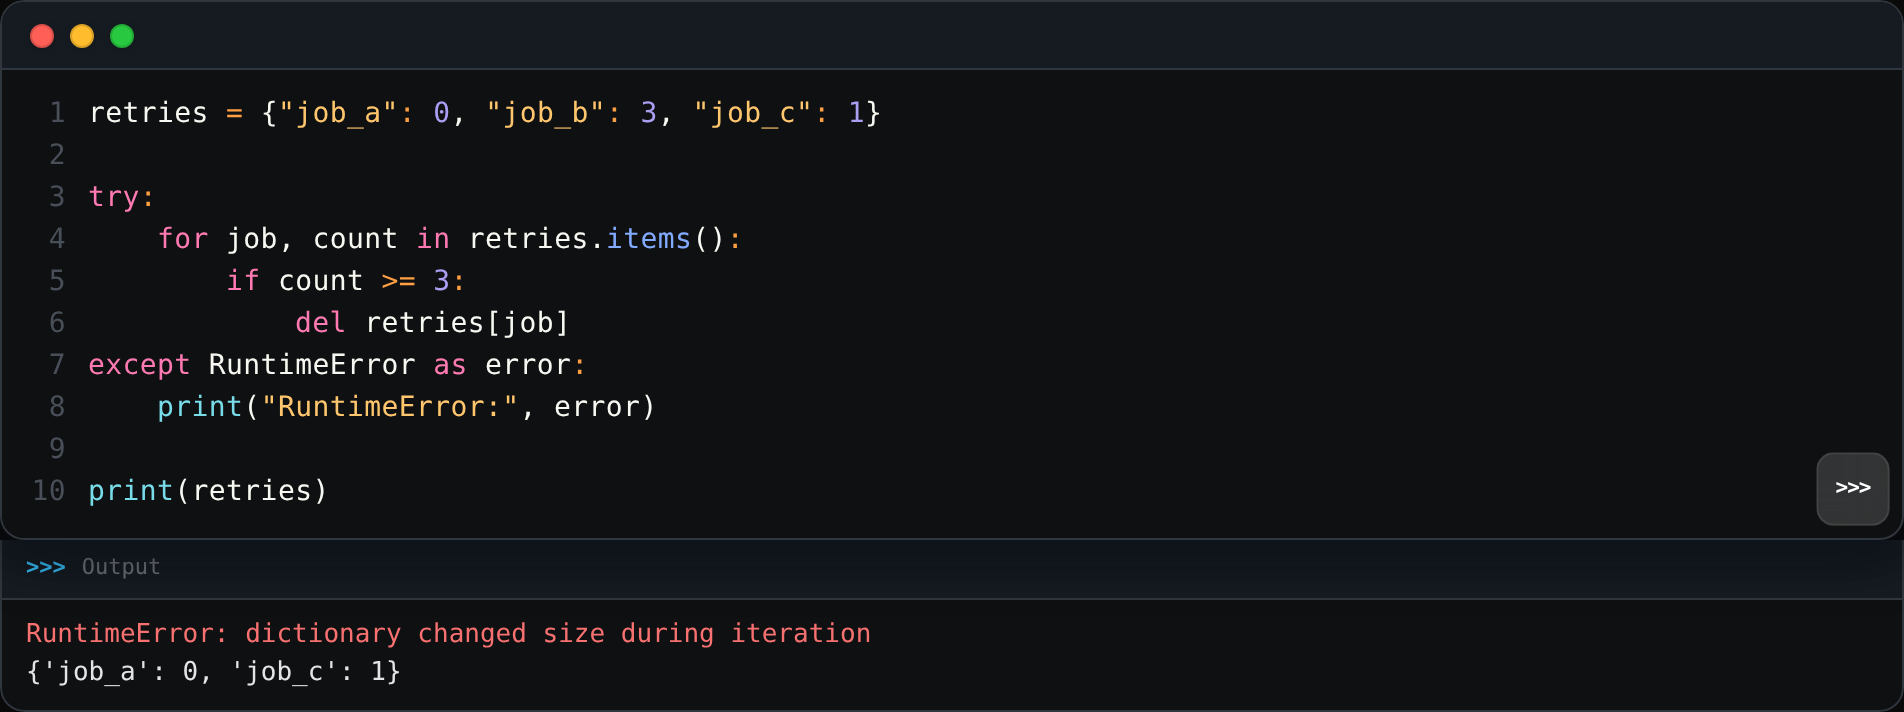 1 retries = {"job_a": 0, "job_b": 3, "job_c": 1}
2
3 try:
4     for job, count in retries.items():
5         if count >= 3:
6             del retries[job]
7 except RuntimeError as error:
8     print("RuntimeError:", error)
9
10 print(retries)
>>>
>>> Output
RuntimeError: dictionary changed size during iteration
{'job_a': 0, 'job_c': 1}